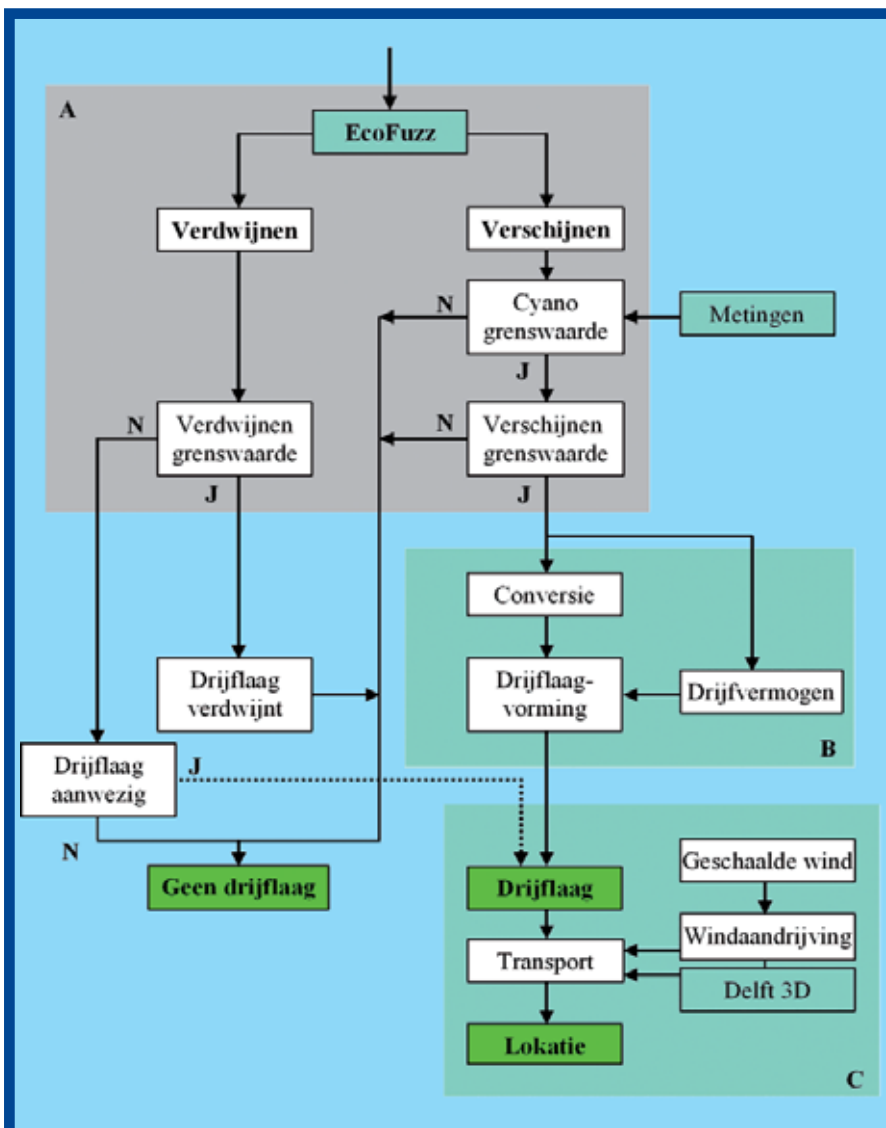 A
EcoFuzz
Verdwijnen
Verschijnen
N
Cyano
grenswaarde
Metingen
J
N
Verdwijnen
grenswaarde
N
Verschijnen
grenswaarde
J
J
Conversie
Drijflaag
verdwijnt
Drijflaag-
vorming
Drijfvermogen
B
Drijflaag
aanwezig
J
N
Geen drijflaag
Drijflaag
Geschaalde wind
Windaandrijving
Transport
Delft 3D
Lokatie
C